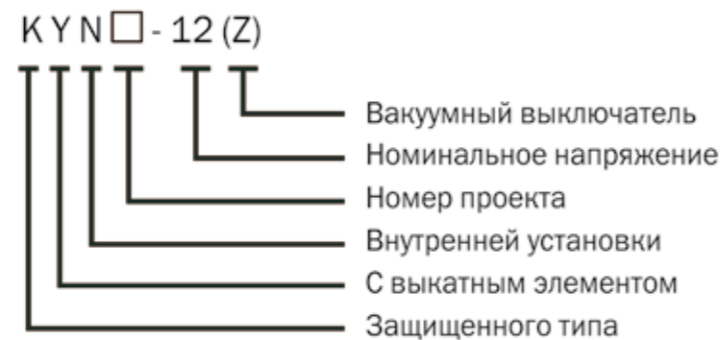 KYN□-12(Z)
Вакуумный выключатель
Номинальное напряжение
Номер проекта
Внутренней установки
С выкатным элементом
Защищенного типа